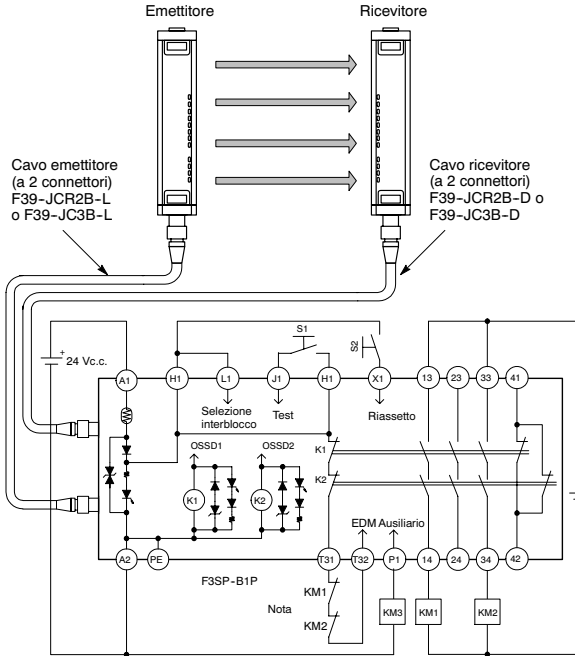 Emettitore
Ricevitore
Cavo emettitore
(a 2 connettori)
F39-JCR2B-L
o F39-JC3B-L
Cavo ricevitore
(a 2 connettori)
F39-JCR2B-D o
F39-JC3B-D
S1
S2
+
24 Vc.c.
A1
H1
L1
J1
H1
X1
13
23
33
41
Selezione
interblocco
Test
Riassetto
OSSD1
OSSD2
K1
K2
K1
K2
EDM Ausiliario
A2
PE
T31
T32
P1
14
24
34
42
F3SP-B1P
Nota
KM1
KM2
KM3
KM1
KM2